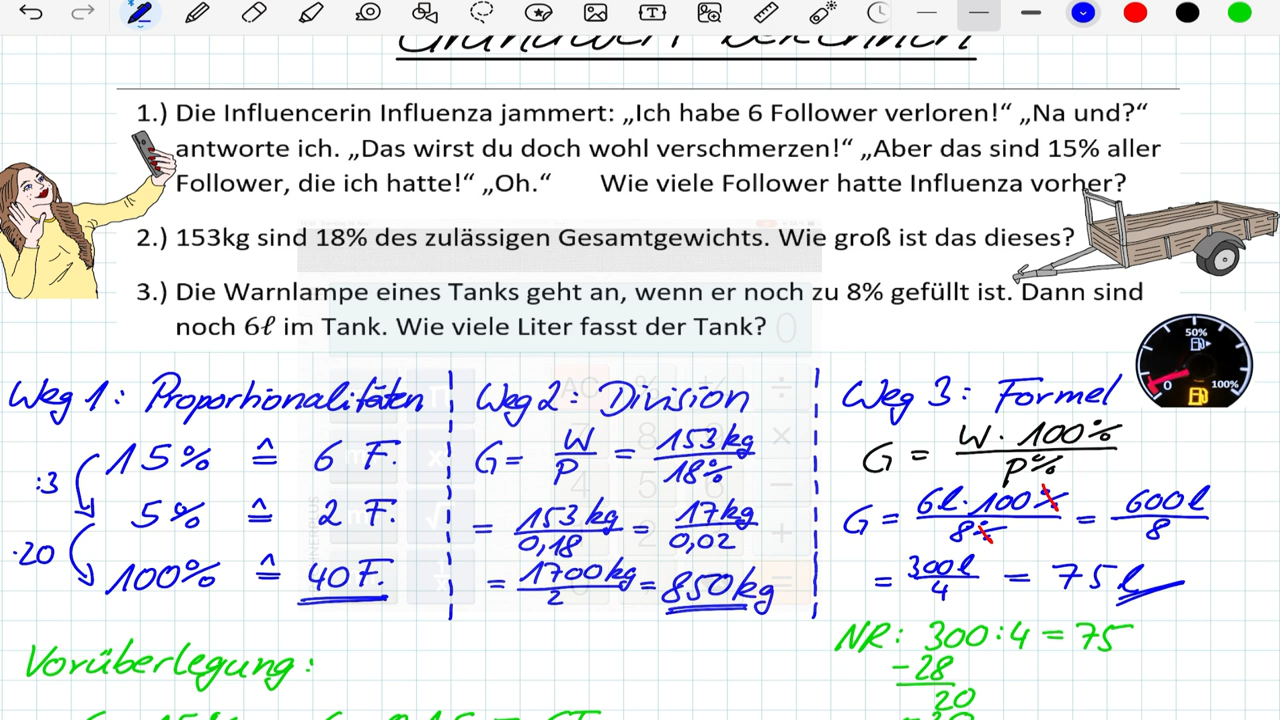 Grundwert berechnen
1.) Die Influencerin Influenza jammert: „Ich habe 6 Follower verloren!“ „Na und?“
antworte ich. „Das wirst du doch wohl verschmerzen!“ „Aber das sind 15% aller
Follower, die ich hatte!“ „Oh.“ Wie viele Follower hatte Influenza vorher?
2.) 153kg sind 18% des zulässigen Gesamtgewichts. Wie groß ist das dieses?
3.) Die Warnlampe eines Tanks geht an, wenn er noch zu 8% gefüllt ist. Dann sind
noch 6ℓ im Tank. Wie viele Liter fasst der Tank?
50%
0 100%
Weg 1: Proportionalitäten
15% ≙ 6 F.
:3
5% ≙ 2 F.
·20
100% ≙ 40 F.
Weg 2: Division
G = W/P = 153kg/18%
= 153kg/0,18 = 17kg/0,02
= 1700kg/2 = 850kg
Weg 3: Formel
G = W · 100%/p%
G = 6l·100%/8% = 600l/8
= 300l/4 = 75l
NR: 300:4 = 75
-28
20
Vorüberlegung: